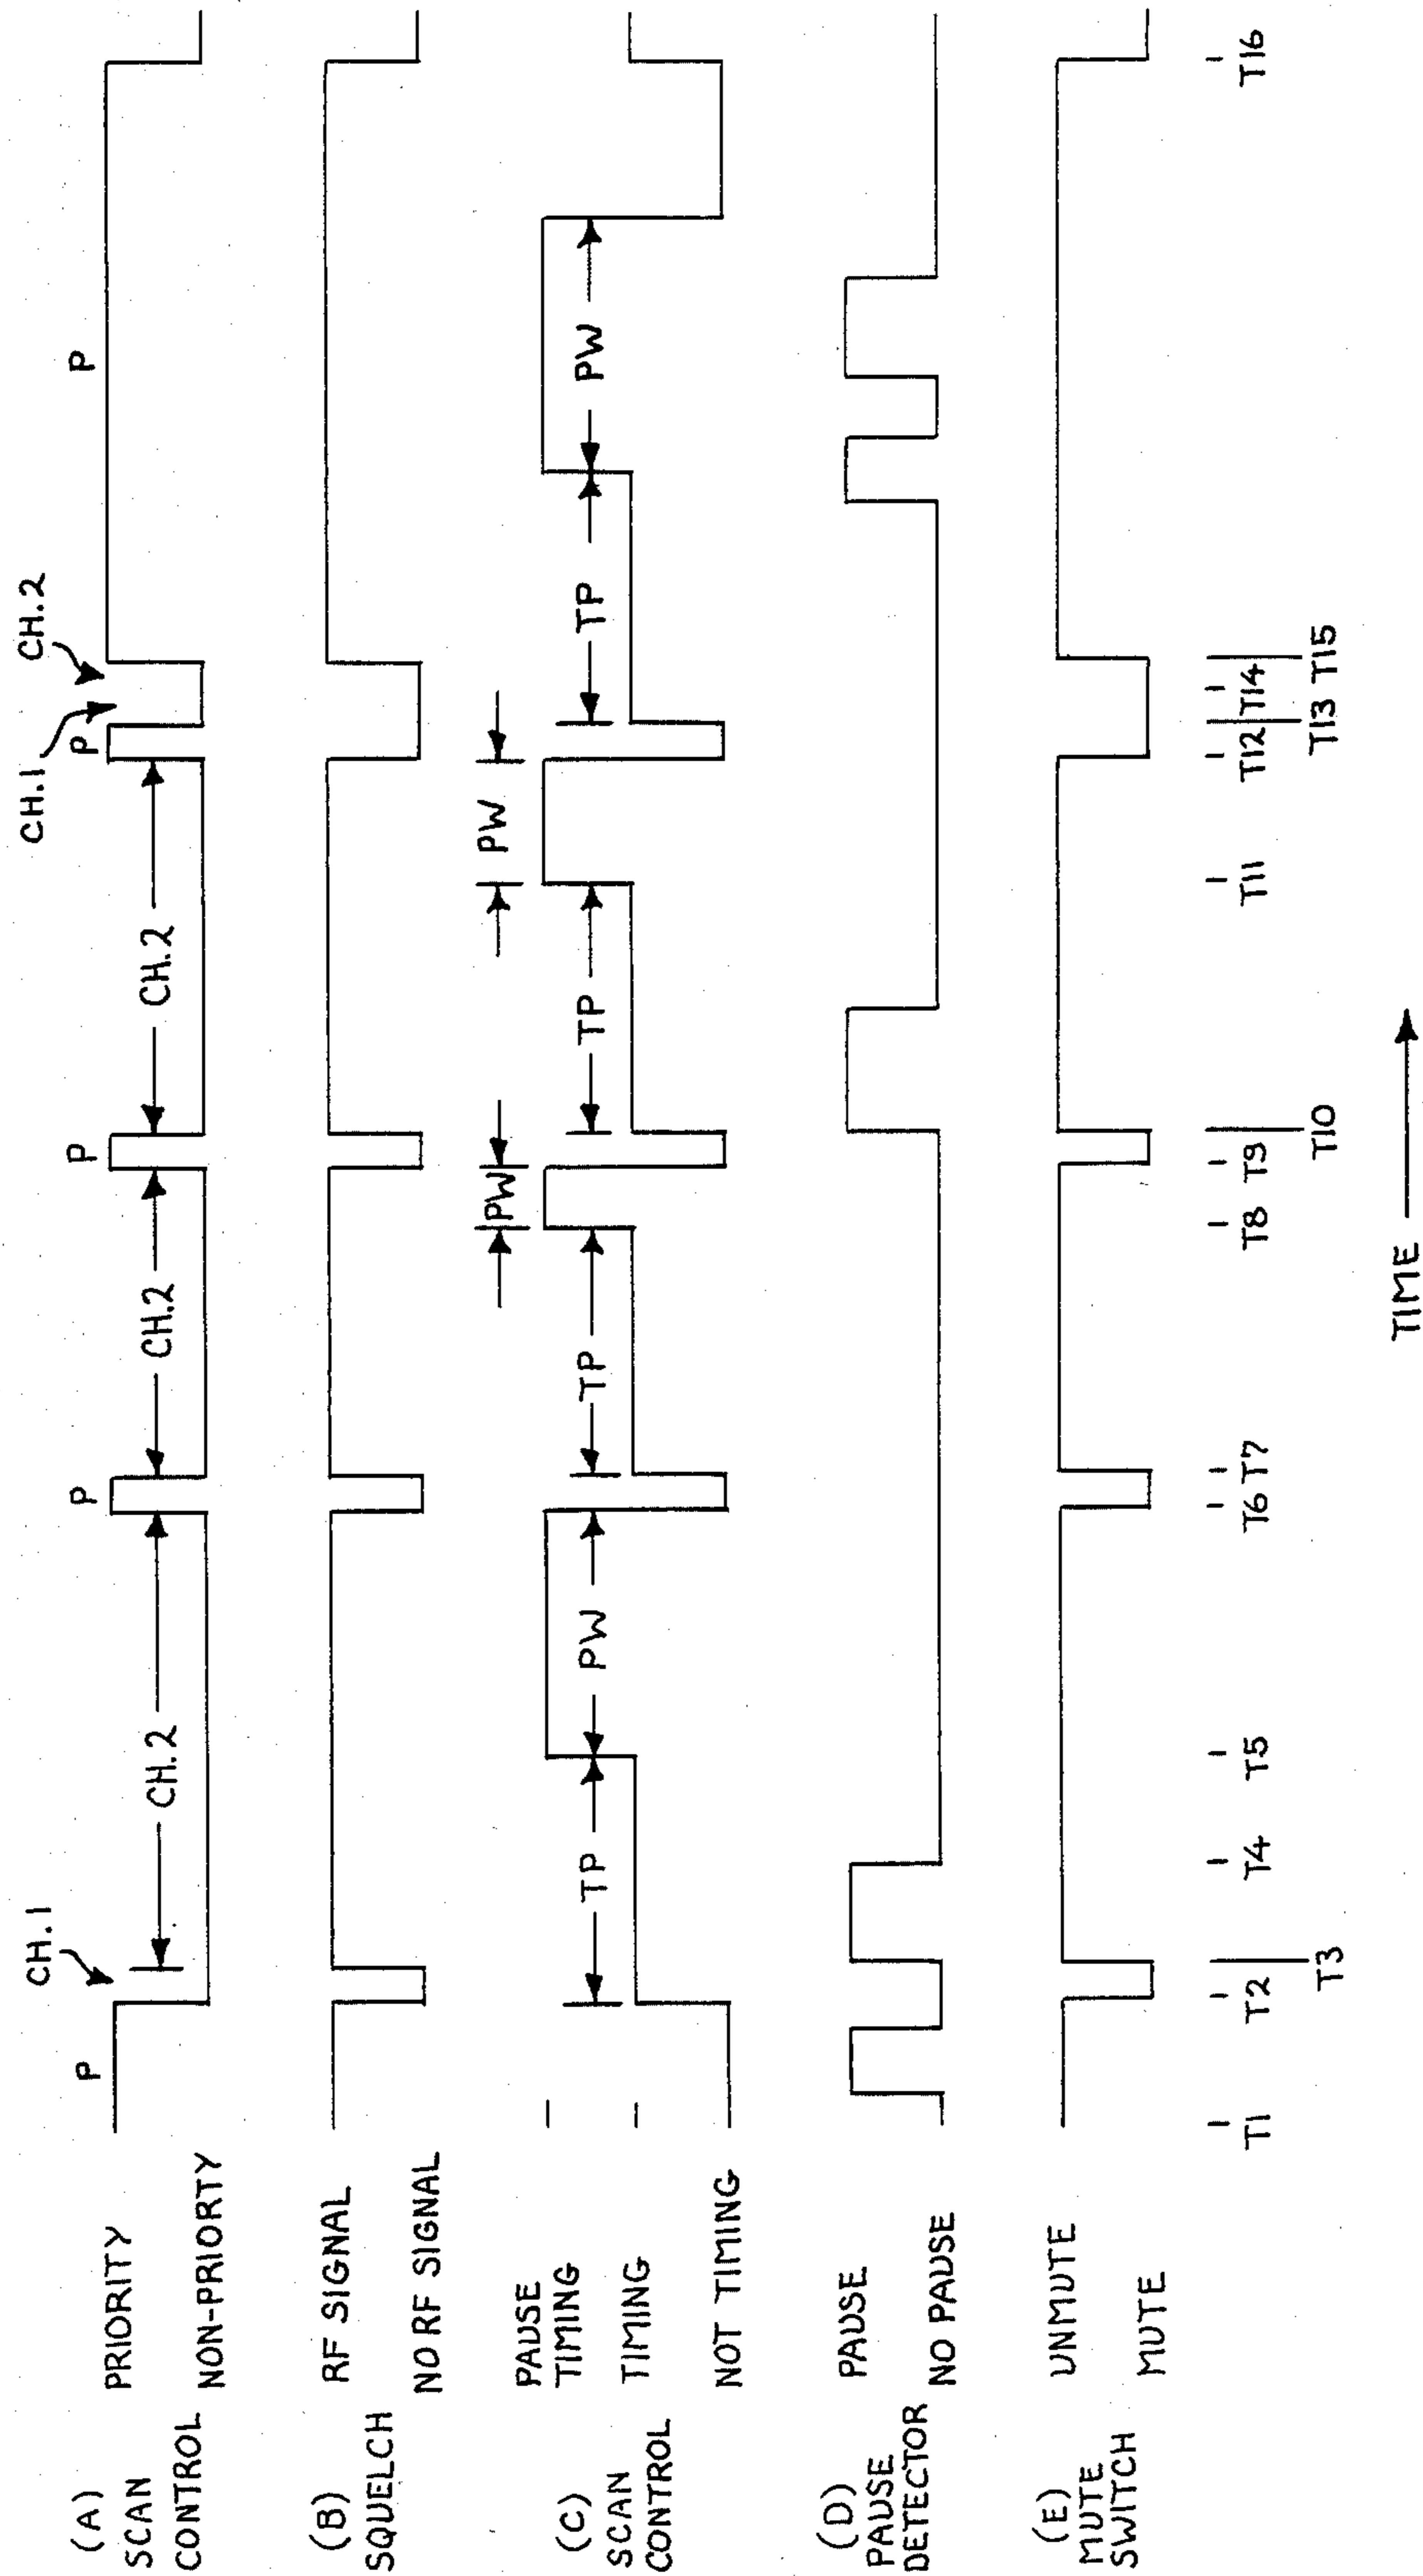 (A)
SCAN
CONTROL
PRIORITY
NON-PRIORTY
P
CH.1
CH.2
P
CH.2
P
CH.2
P
CH.1
CH.2
P
(B)
SQUELCH
RF SIGNAL
NO RF SIGNAL
(C)
SCAN
CONTROL
PAUSE
TIMING
TIMING
NOT TIMING
TP
PW
TP
PW
TP
PW
TP
PW
(D)
PAUSE
DETECTOR
PAUSE
NO PAUSE
(E)
MUTE
SWITCH
UNMUTE
MUTE
T1
T2
T3
T4
T5
T6
T7
T8
T9
T10
T11
T12
T13
T14
T15
T16
TIME